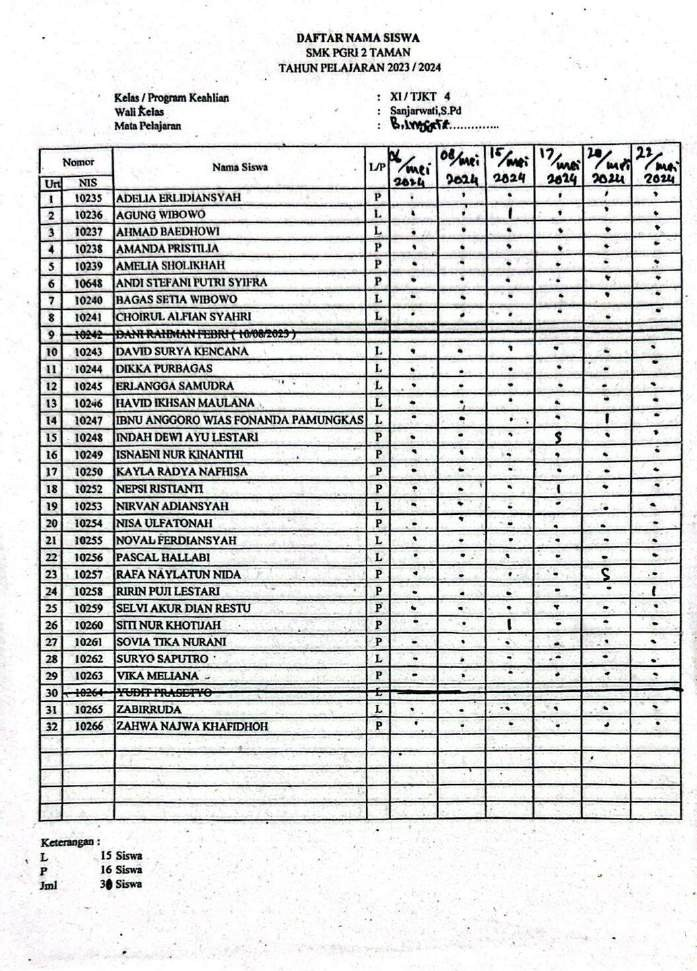 DAFTAR NAMA SISWA
SMK PGRI 2 TAMAN
TAHUN PELAJARAN 2023 / 2024
Kelas / Program Keahlian : XI / TJKT 4
Wali Kelas : Sanjarwati,S.Pd
Mata Pelajaran : B.Inggris..............
Nomor Nama Siswa L/P 06/mei 2024 08/mei 2024 15/mei 2024 17/mei 2024 20/mei 2024 22/mei 2024
Urt NIS
1 10235 ADELIA ERLIDIANSYAH P . . . . . .
2 10236 AGUNG WIBOWO L . . I . . .
3 10237 AHMAD BAEDHOWI L . . . . . .
4 10238 AMANDA PRISTILIA P . . . . . .
5 10239 AMELIA SHOLIKHAH P . . . . . .
6 10648 ANDI STEFANI PUTRI SYIFRA P . . . . . .
7 10240 BAGAS SETIA WIBOWO L . . . . . .
8 10241 CHOIRUL ALFIAN SYAHRI L . . . . . .
9 10242 DANI RAHMAN FEBRI ( 10/08/2023 )
10 10243 DAVID SURYA KENCANA L . . . . . .
11 10244 DIKKA PURBAGAS L . . . . . .
12 10245 ERLANGGA SAMUDRA L . . . . . .
13 10246 HAVID IKHSAN MAULANA L . . . . . .
14 10247 IBNU ANGGORO WIAS FONANDA PAMUNGKAS L . . . . I .
15 10248 INDAH DEWI AYU LESTARI P . . . S . .
16 10249 ISNAENI NUR KINANTHI P . . . . . .
17 10250 KAYLA RADYA NAFHISA P . . . . . .
18 10252 NEPSI RISTIANTI P . . . I . .
19 10253 NIRVAN ADIANSYAH L . . . . . .
20 10254 NISA ULFATONAH P . . . . . .
21 10255 NOVAL FERDIANSYAH L . . . . . .
22 10256 PASCAL HALLABI L . . . . . .
23 10257 RAFA NAYLATUN NIDA P . . . . S .
24 10258 RIRIN PUJI LESTARI P . . . . . I
25 10259 SELVI AKUR DIAN RESTU P . . . . . .
26 10260 SITI NUR KHOTIJAH P . . I . . .
27 10261 SOVIA TIKA NURANI P . . . . . .
28 10262 SURYO SAPUTRO L . . . . . .
29 10263 VIKA MELIANA P . . . . . .
30 10264 YUDIT PRASETYO L
31 10265 ZABIRRUDA L . . . . . .
32 10266 ZAHWA NAJWA KHAFIDHOH P . . . . . .
Keterangan :
L 15 Siswa
P 16 Siswa
Jml Siswa